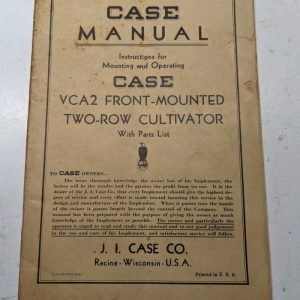 CASE
MANUAL
Instructions for
Mounting and Operating
CASE
VCA2 FRONT-MOUNTED
TWO-ROW CULTIVATOR
With Parts List
TO CASE OWNERS—
The more thorough knowledge the owner has of his Implement, the
better will be the results and the greater the profit from its use. It is the
desire of the J. I. Case Co. that every Implement should give the highest de-
gree of service and every effort is made toward insuring this service in the
design and manufacture of the Implement. When it passes into the hands
of the owner it passes largely beyond the control of the Company. This
manual has been prepared with the purpose of giving the owner as much
knowledge of the Implement as possible. The owner and particularly the
operator is urged to read and study this manual and to use good judgement
in the use and care of his Implement, and satisfactory service will follow.
J. I. CASE CO.
Racine - Wisconsin - U.S.A.
Printed in U. S. A.